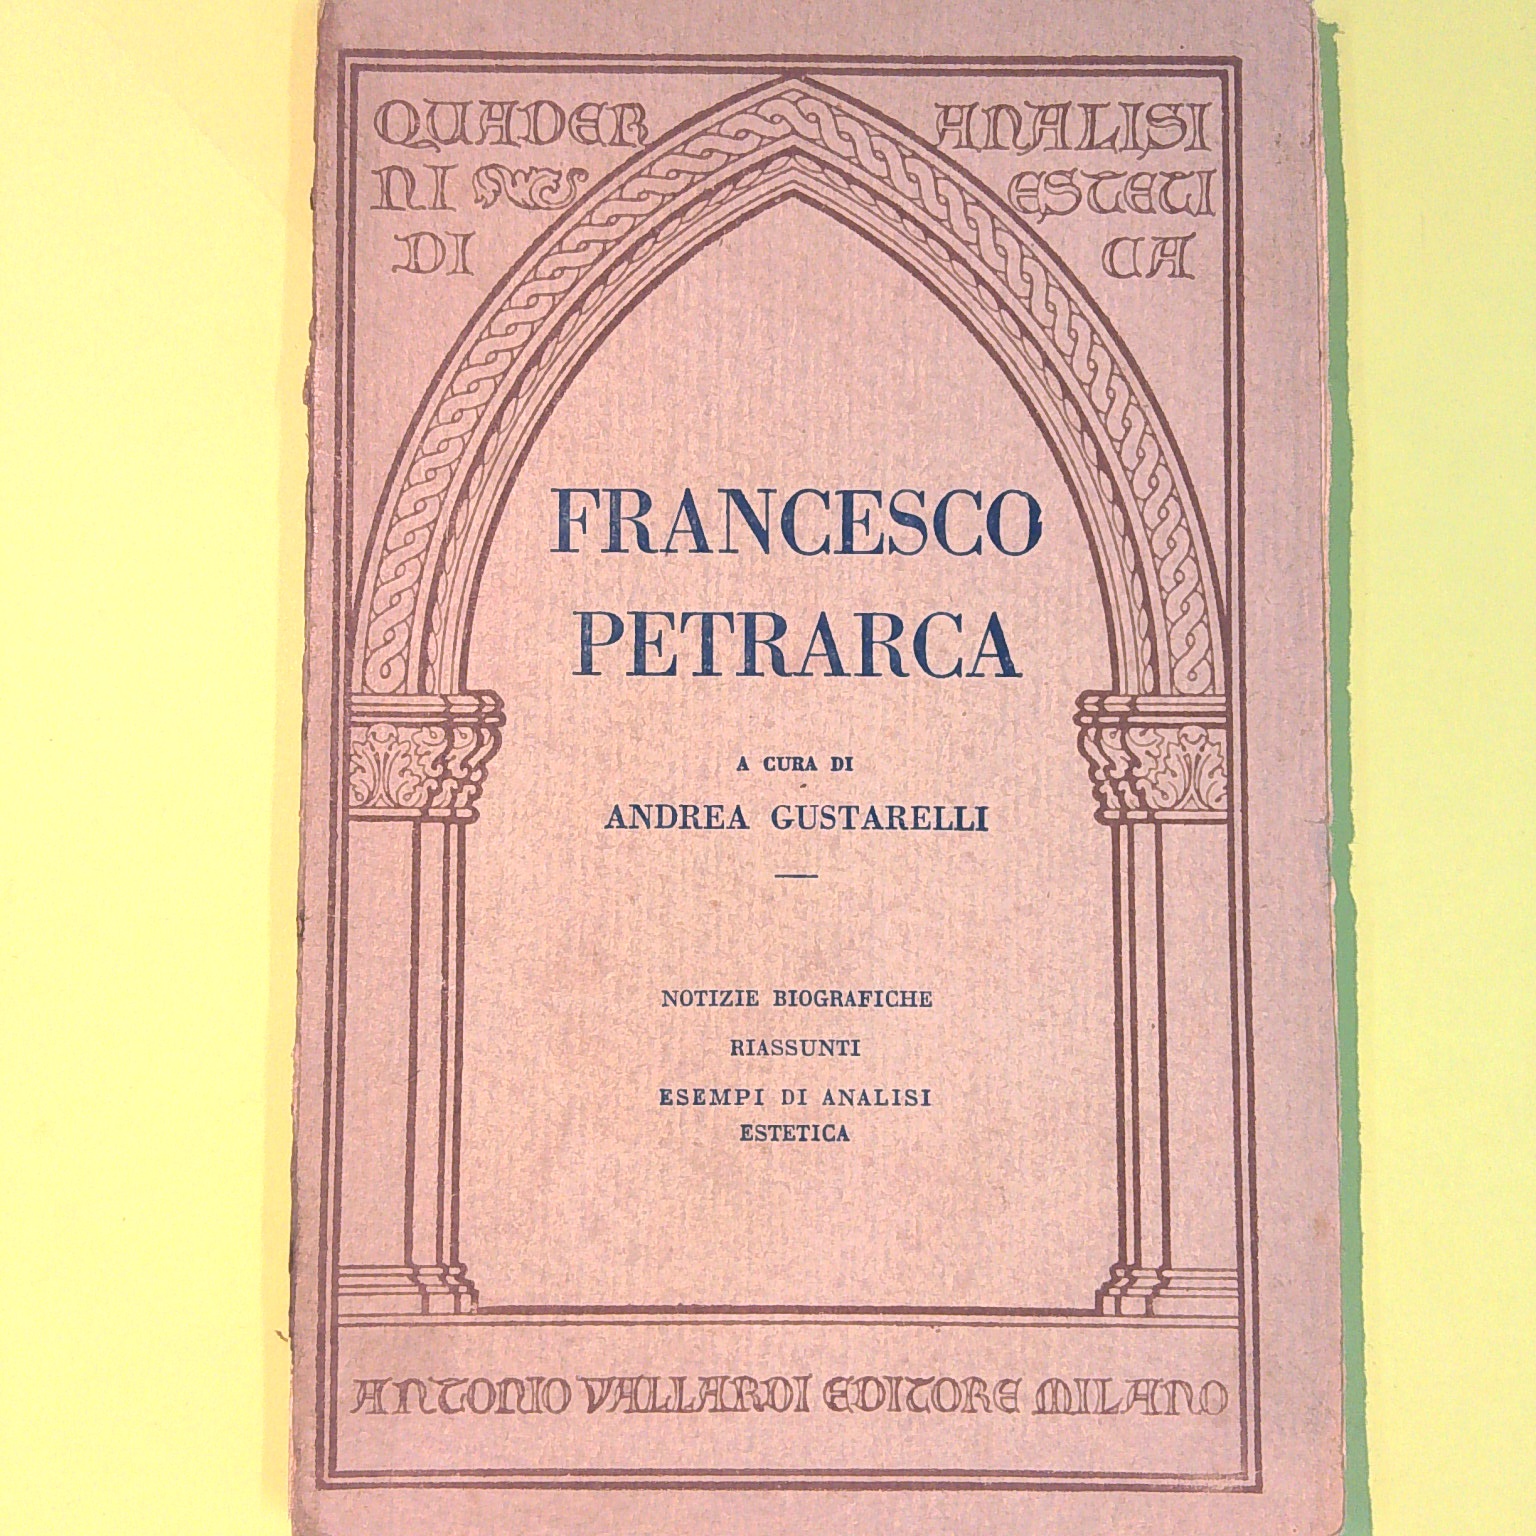 QUADER
NI
DI
ANALISI
ESTETI
CA
FRANCESCO
PETRARCA
A CURA DI
ANDREA GUSTARELLI
NOTIZIE BIOGRAFICHE
RIASSUNTI
ESEMPI DI ANALISI
ESTETICA
ANTONIO VALLARDI EDITORE MILANO